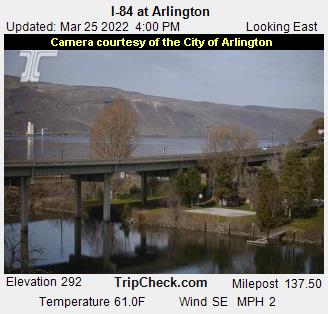 I-84 at Arlington
Updated: Mar 25 2022 4:00 PM Looking East
Camera courtesy of the City of Arlington
Elevation 292 TripCheck.com Milepost 137.50
Temperature 61.0F Wind SE MPH 2